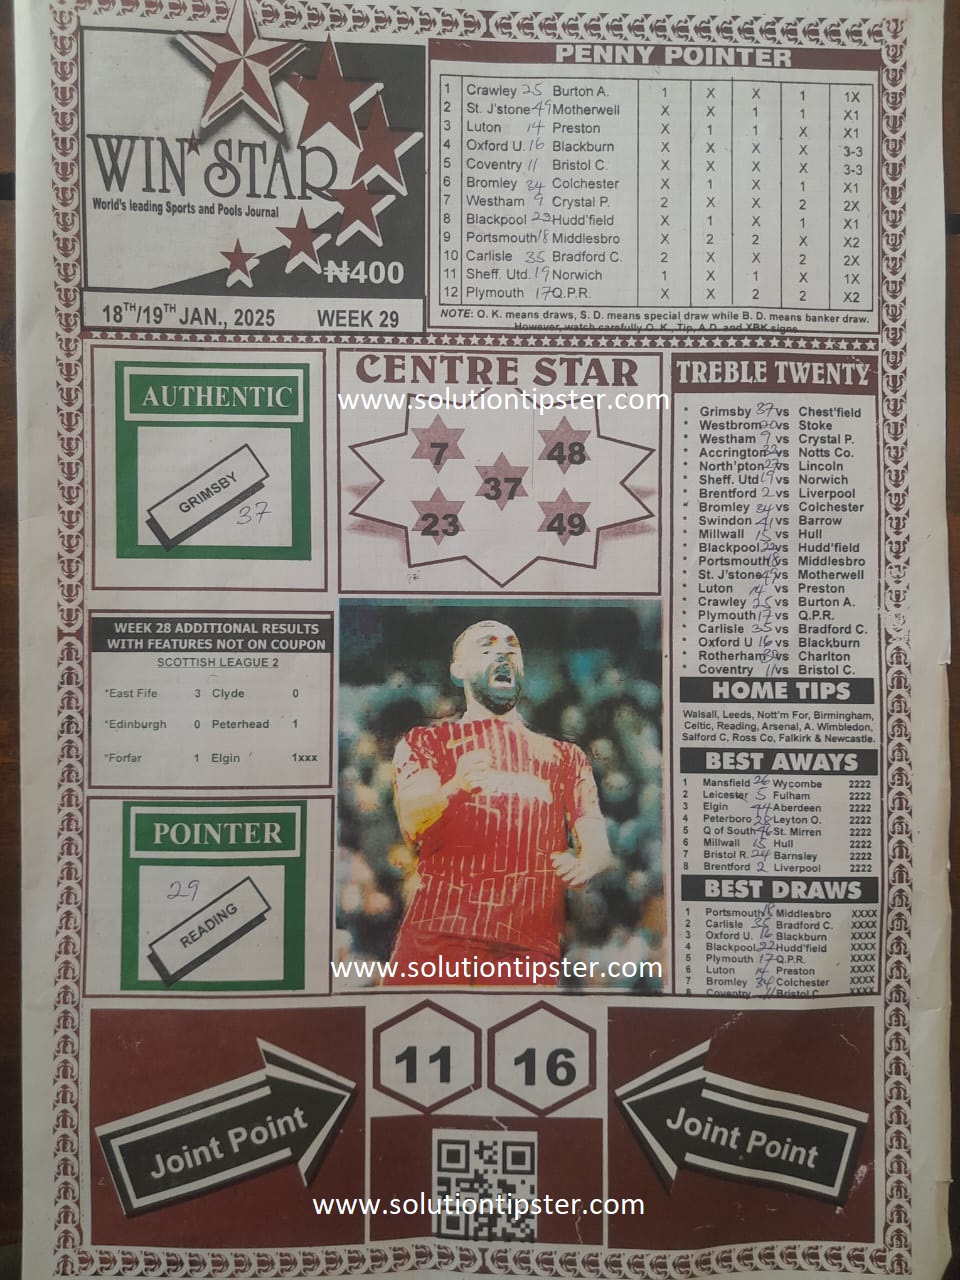 WIN STAR
World's leading Sports and Pools Journal
₦400
18TH/19TH JAN., 2025 WEEK 29
PENNY POINTER
1 Crawley 25 Burton A. 1 X X 1 1X
2 St. J'stone 49 Motherwell X X 1 1 X1
3 Luton 14 Preston X 1 1 X X1
4 Oxford U. 16 Blackburn X X X X 3-3
5 Coventry 11 Bristol C. X X X X 3-3
6 Bromley 34 Colchester X 1 X 1 X1
7 Westham 9 Crystal P. 2 X X 2 2X
8 Blackpool 23 Hudd'field X 1 X 1 X1
9 Portsmouth 18 Middlesbro X 2 2 X X2
10 Carlisle 35 Bradford C. 2 X X 2 2X
11 Sheff. Utd. 19 Norwich 1 X 1 X 1X
12 Plymouth 17 Q.P.R. X X 2 2 X2
NOTE: O. K. means draws, S. D. means special draw while B. D. means banker draw.
However, watch carefully O. K., Tip, A.D. and XBK signs
AUTHENTIC
GRIMSBY
37
CENTRE STAR
www.solutiontipster.com
7 48
37
23 49
TREBLE TWENTY
* Grimsby 37 vs Chest'field
* Westbrom 20 vs Stoke
* Westham 9 vs Crystal P.
* Accrington vs Notts Co.
* North'pton 27 vs Lincoln
* Sheff. Utd 19 vs Norwich
* Brentford 2 vs Liverpool
* Bromley 34 vs Colchester
* Swindon 41 vs Barrow
* Millwall 15 vs Hull
* Blackpool vs Hudd'field
* Portsmouth 18 vs Middlesbro
* St. J'stone 49 vs Motherwell
* Luton 14 vs Preston
* Crawley 25 vs Burton A.
* Plymouth 17 vs Q.P.R.
* Carlisle 35 vs Bradford C.
* Oxford U 16 vs Blackburn
* Rotherham vs Charlton
* Coventry 11 vs Bristol C.
WEEK 28 ADDITIONAL RESULTS
WITH FEATURES NOT ON COUPON
SCOTTISH LEAGUE 2
*East Fife 3 Clyde 0
*Edinburgh 0 Peterhead 1
*Forfar 1 Elgin 1xxx
HOME TIPS
Walsall, Leeds, Nott'm For, Birmingham,
Celtic, Reading, Arsenal, A. Wimbledon,
Salford C, Ross Co, Falkirk & Newcastle.
BEST AWAYS
1 Mansfield 26 Wycombe 2222
2 Leicester 5 Fulham 2222
3 Elgin 44 Aberdeen 2222
4 Peterboro 28 Leyton O. 2222
5 Q of South 46 St. Mirren 2222
6 Millwall 15 Hull 2222
7 Bristol R. 24 Barnsley 2222
8 Brentford 2 Liverpool 2222
POINTER
29
READING
BEST DRAWS
1 Portsmouth 18 Middlesbro XXXX
2 Carlisle 35 Bradford C. XXXX
3 Oxford U. 16 Blackburn XXXX
4 Blackpool Hudd'field XXXX
5 Plymouth 17 Q.P.R. XXXX
6 Luton 14 Preston XXXX
7 Bromley 34 Colchester XXXX
8 Coventry 11 Bristol C XXXX
www.solutiontipster.com
Joint Point
11 16
Joint Point
www.solutiontipster.com